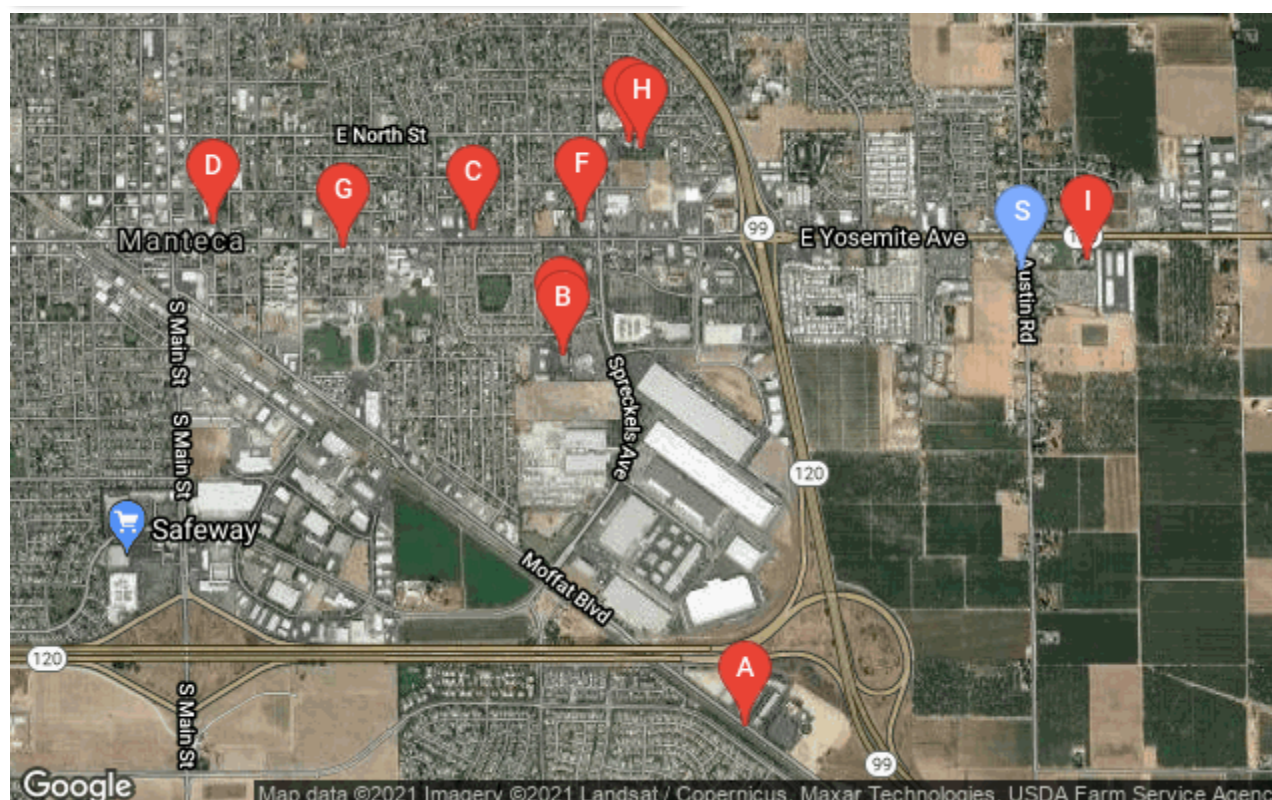 H
E North St
D
G
C
F
99
E Yosemite Ave
S
I
Manteca
Austin Rd
B
S Main St
Spreckels Ave
S Main St
120
Safeway
Moffat Blvd
120
A
S Main St
99
Google
Map data ©2021 Imagery ©2021 Landsat / Copernicus, Maxar Technologies, USDA Farm Service Agenc